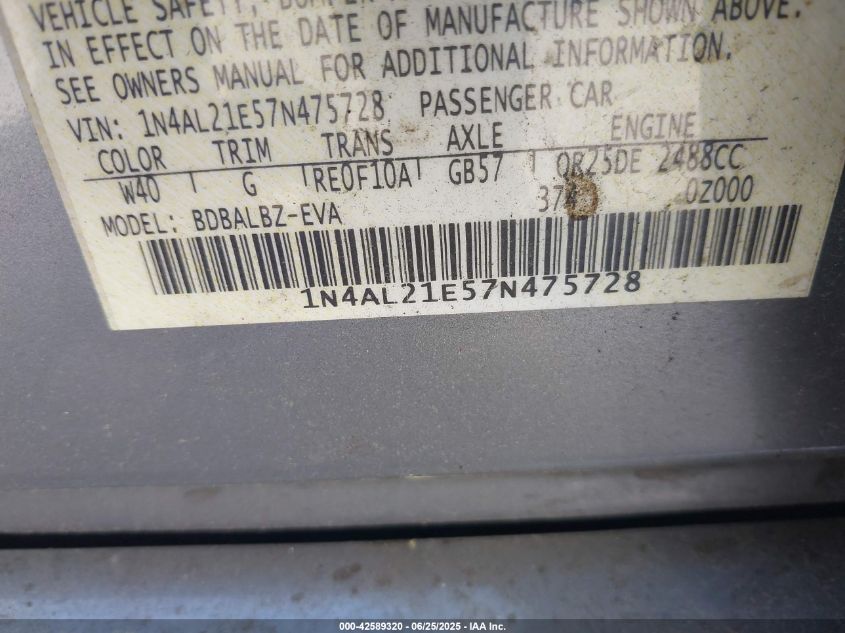 VEHICLE SAFETY, BUMPER
MANUFACTURE SHOWN ABOVE.
IN EFFECT ON THE DATE OF
SEE OWNERS MANUAL FOR ADDITIONAL INFORMATION.
VIN: 1N4AL21E57N475728 PASSENGER CAR
COLOR TRIM TRANS AXLE ENGINE
W40 G RE0F10A GB57 QR25DE 2488CC
37 0Z000
MODEL: BDBALBZ-EVA
1N4AL21E57N475728
000-42589320 | 06/25/2025 | IAA Inc.